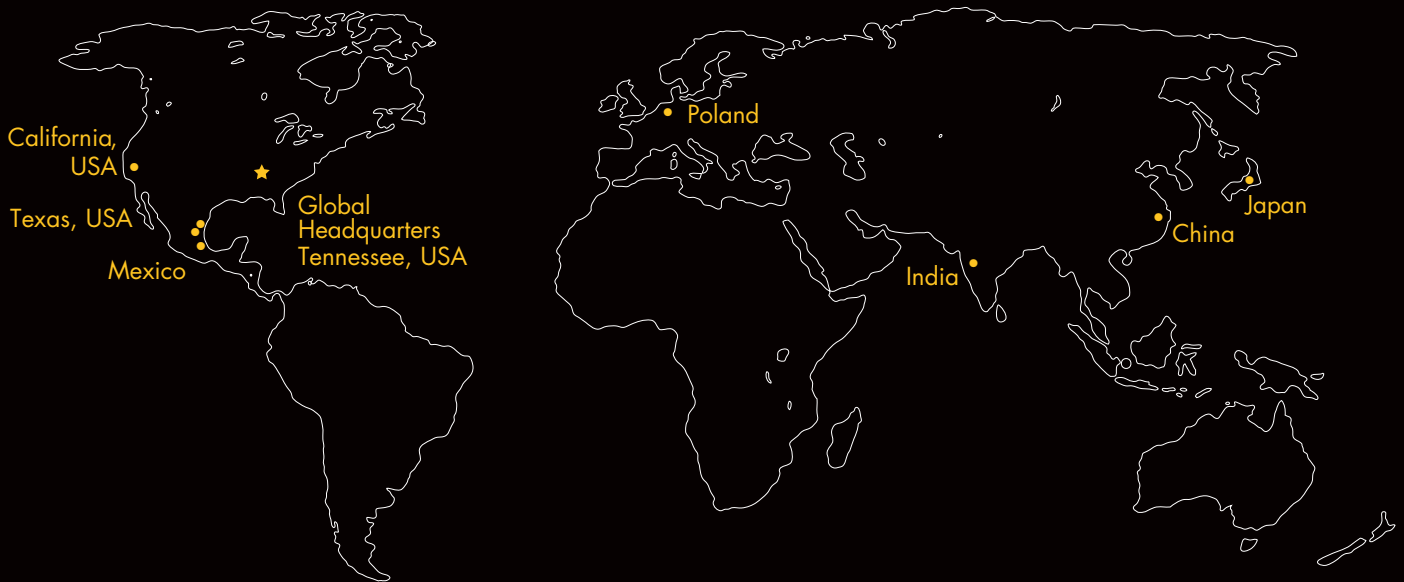 California,
USA
Texas, USA
Mexico
Global
Headquarters
Tennessee, USA
Poland
India
China
Japan